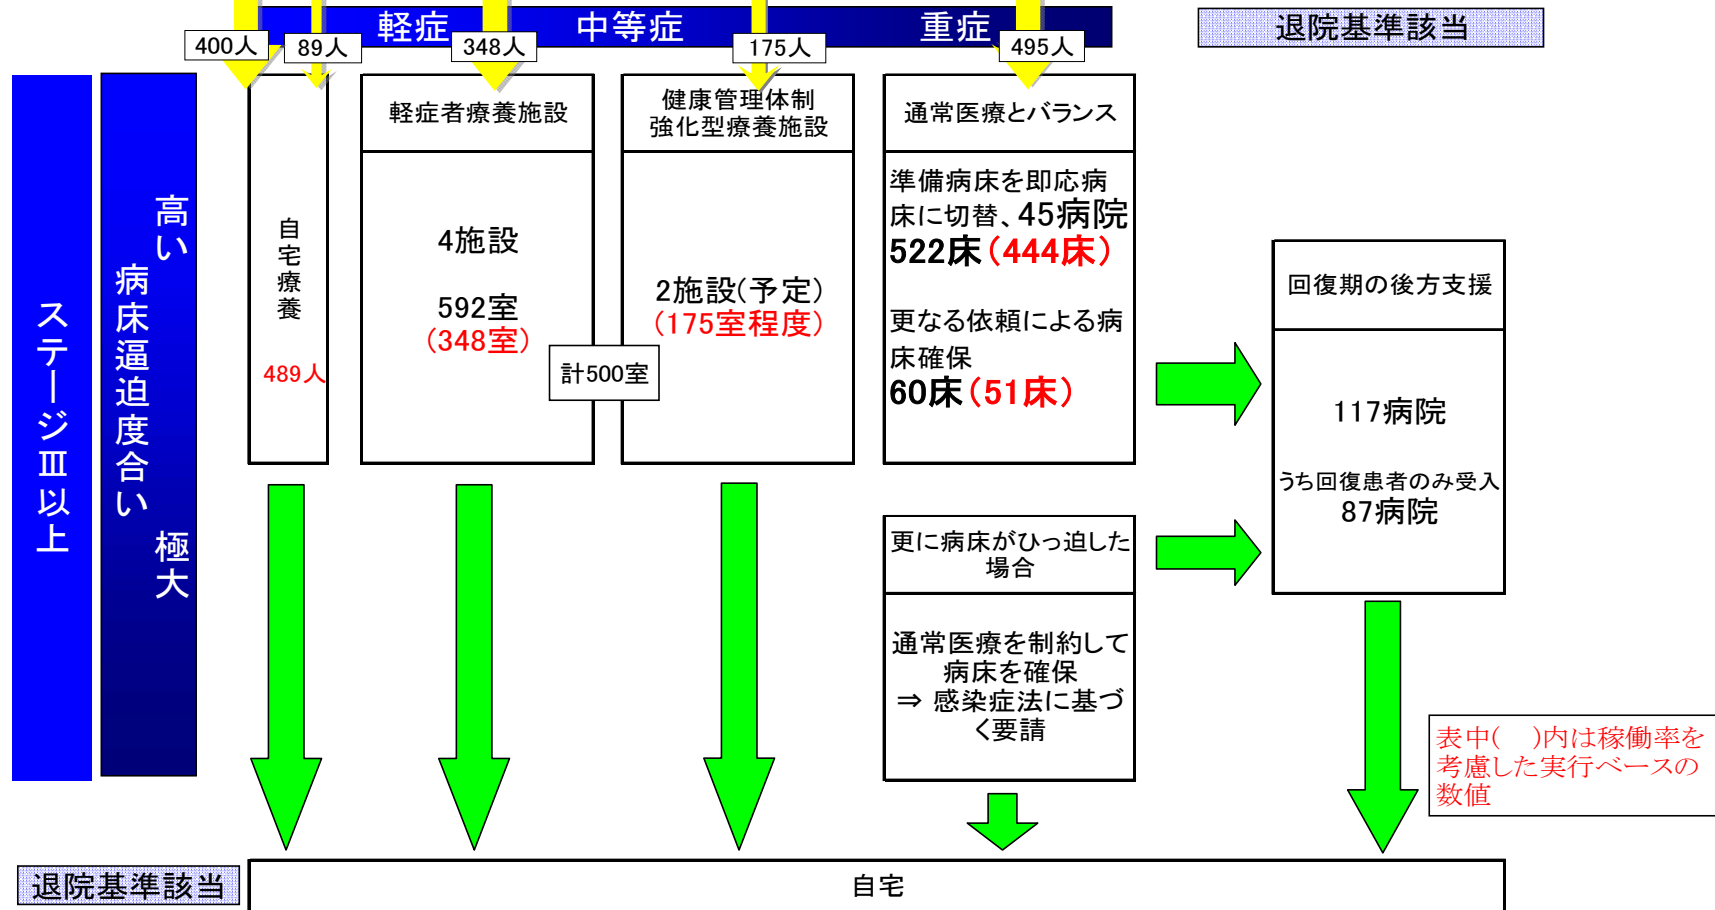 軽症
中等症
重症
退院基準該当
400人
89人
348人
175人
495人
ステージⅢ以上
高い
病床逼迫度合い
極大
自宅療養
489人
軽症者療養施設
4施設
592室
(348室)
計500室
健康管理体制
強化型療養施設
2施設(予定)
(175室程度)
通常医療とバランス
準備病床を即応病
床に切替、45病院
522床(444床)
更なる依頼による病
床確保
60床(51床)
更に病床がひっ迫した
場合
通常医療を制約して
病床を確保
⇒ 感染症法に基づ
く要請
回復期の後方支援
117病院
うち回復患者のみ受入
87病院
表中(　)内は稼働率を
考慮した実行ベースの
数値
退院基準該当
自宅